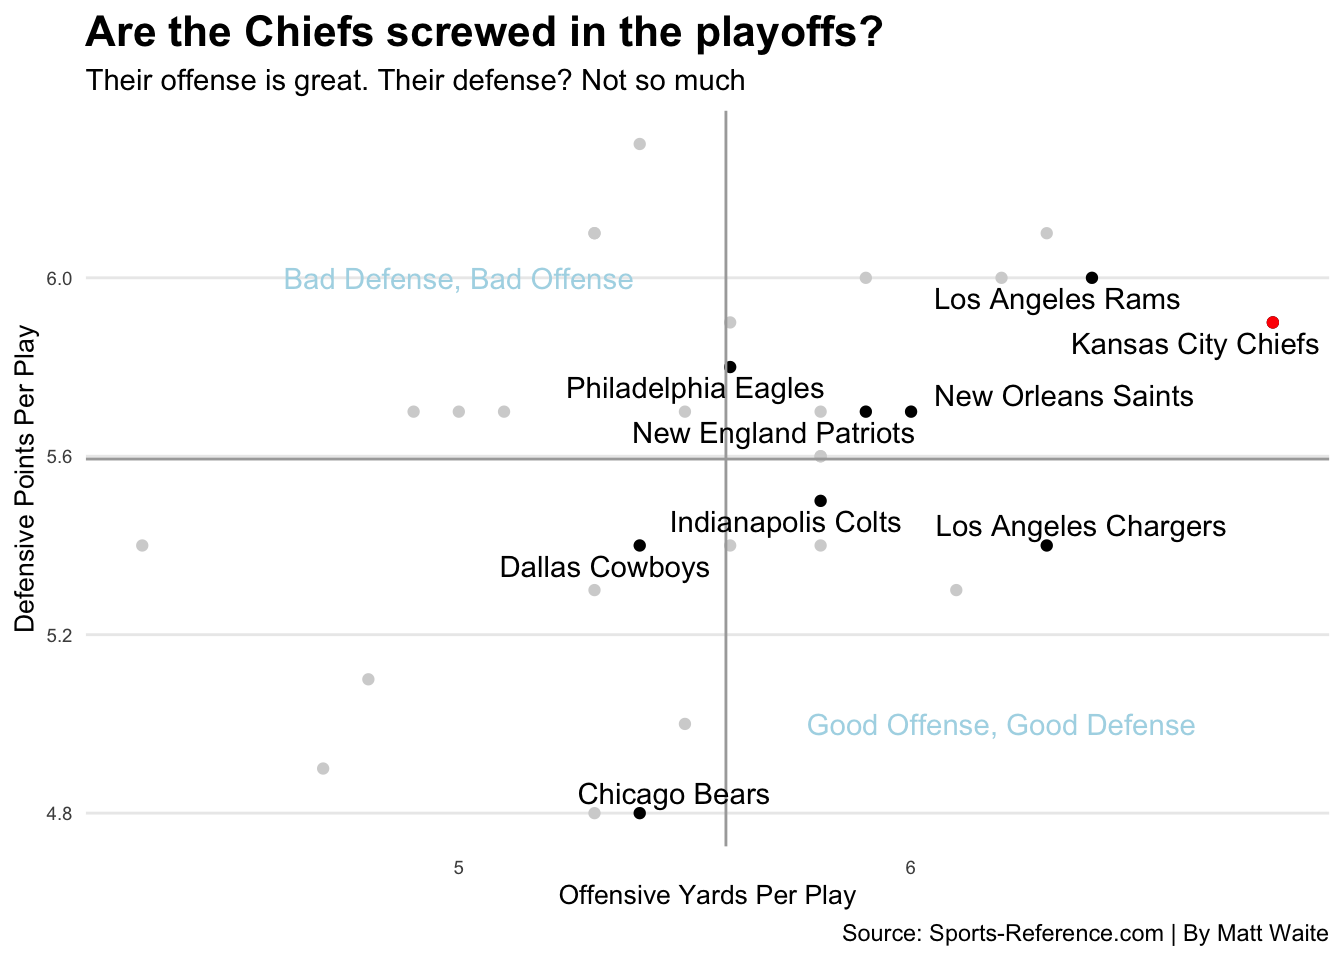 Are the Chiefs screwed in the playoffs?
Their offense is great. Their defense? Not so much
Defensive Points Per Play
6.0
5.6
5.2
4.8
Bad Defense, Bad Offense
Los Angeles Rams
Kansas City Chiefs
Philadelphia Eagles
New Orleans Saints
New England Patriots
Indianapolis Colts
Los Angeles Chargers
Dallas Cowboys
Good Offense, Good Defense
Chicago Bears
5
6
Offensive Yards Per Play
Source: Sports-Reference.com | By Matt Waite